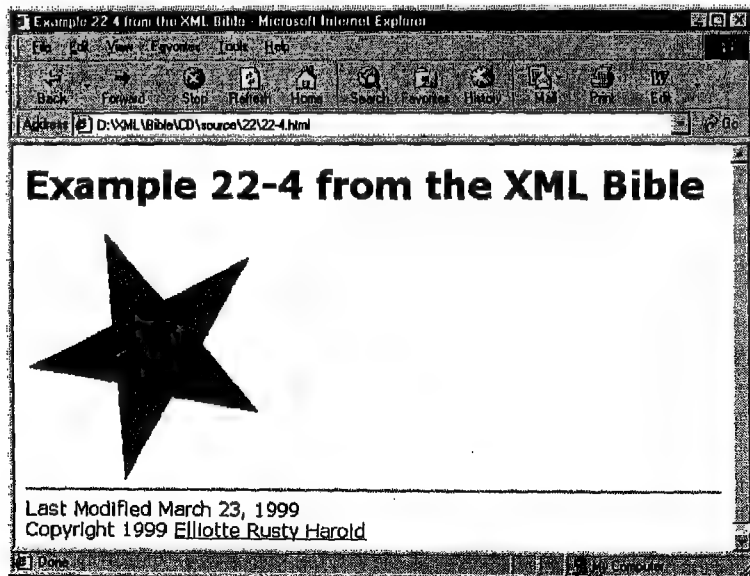 Example 22-4 from the XML Bible - Microsoft Internet Explorer
File Edit View Favorites Tools Help
Back Forward Stop Refresh Home Search Favorites History Mail Print Edit
Address D:\XML\Bible\CD\source\22\22-4.html Go
Example 22-4 from the XML Bible
Last Modified March 23, 1999
Copyright 1999 Elliotte Rusty Harold
Done My Computer